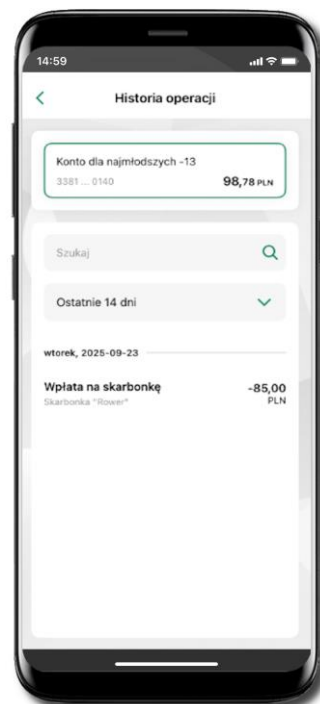 14:59
Historia operacji
Konto dla najmłodszych -13
3381 ... 0140
98,78 PLN
Szukaj
Ostatnie 14 dni
wtorek, 2025-09-23
Wpłata na skarbonkę
-85,00
Skarbonka "Rower"
PLN